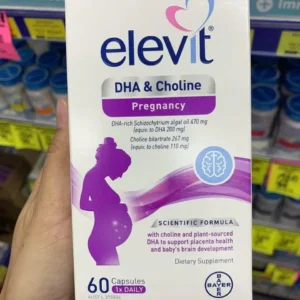 elevit®
DHA & Choline
Pregnancy
DHA-rich Schizochytrium algal oil 470 mg
(equiv. to DHA 200 mg)
Choline bitartrate 267 mg
(equiv. to choline 110 mg)
SCIENTIFIC FORMULA
with choline and plant-sourced
DHA to support placenta health
and baby's brain development
Dietary Supplement
60 Capsules
1x DAILY
BAYER